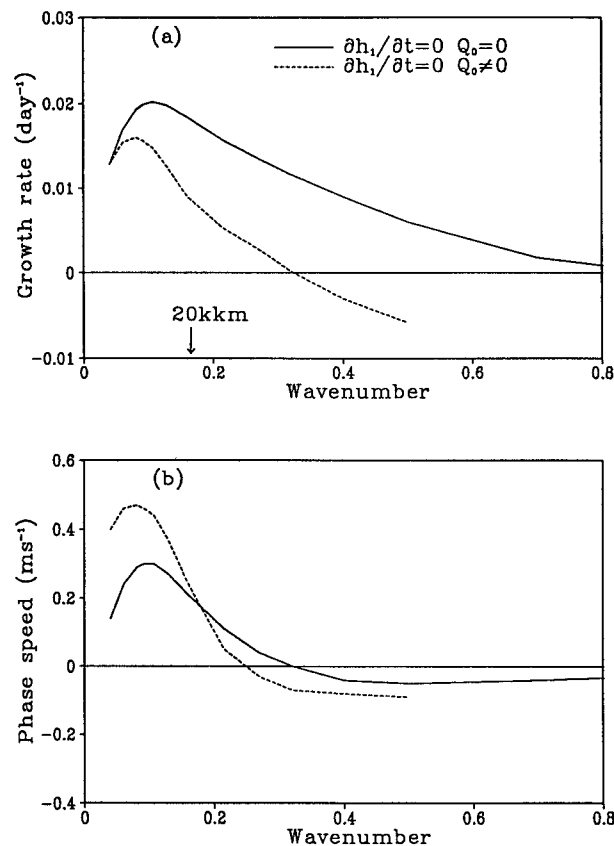 (a)
∂h₁/∂t=0 Q₀=0
∂h₁/∂t=0 Q₀≠0
Growth rate (day⁻¹)
0.03
0.02
0.01
0
-0.01
20kkm
↓
0 0.2 0.4 0.6 0.8
Wavenumber
(b)
Phase speed (ms⁻¹)
0.6
0.4
0.2
0
-0.2
-0.4
0 0.2 0.4 0.6 0.8
Wavenumber